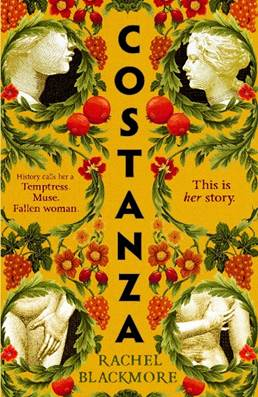 COSTANZA
History calls her a
Temptress.
Muse.
Fallen woman.
This is
her story.
RACHEL
BLACKMORE